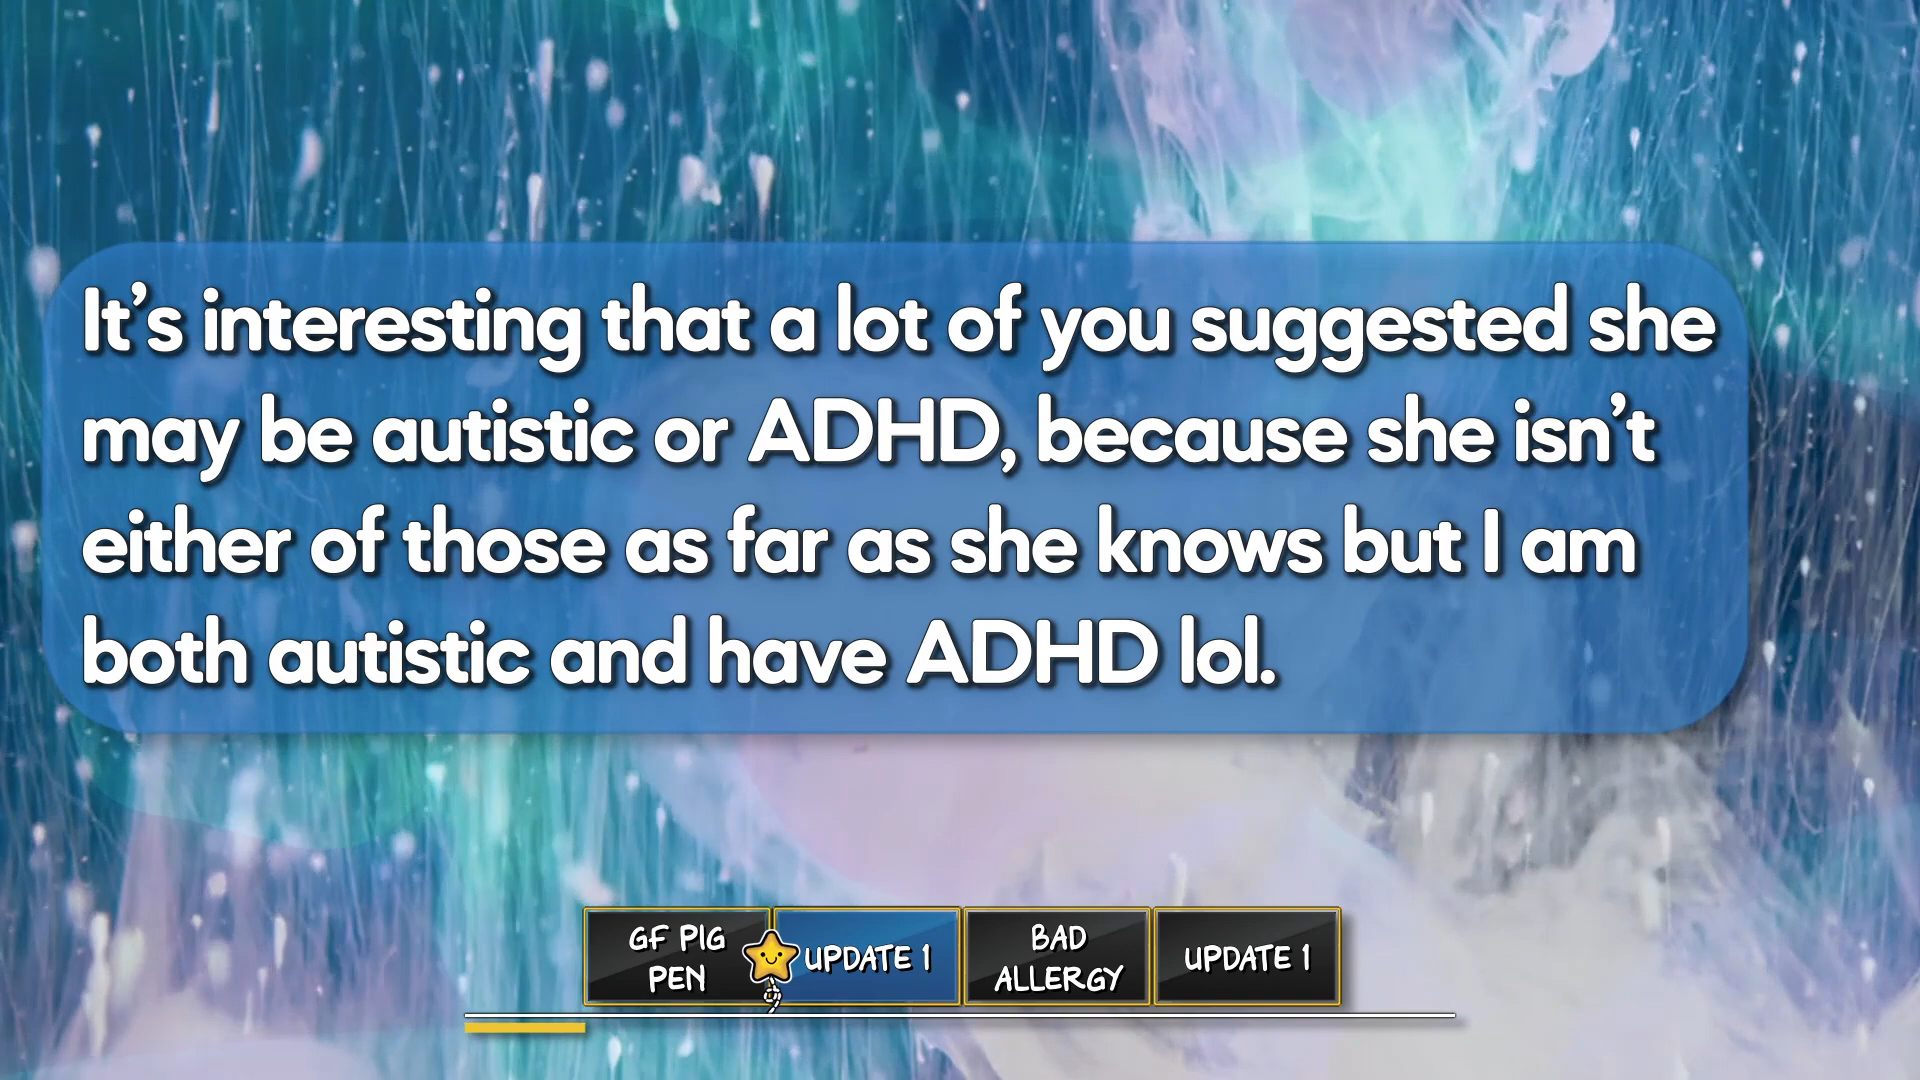 It’s interesting that a lot of you suggested she
may be autistic or ADHD, because she isn’t
either of those as far as she knows but I am
both autistic and have ADHD lol.
GF PIG
PEN
UPDATE 1
BAD
ALLERGY
UPDATE 1